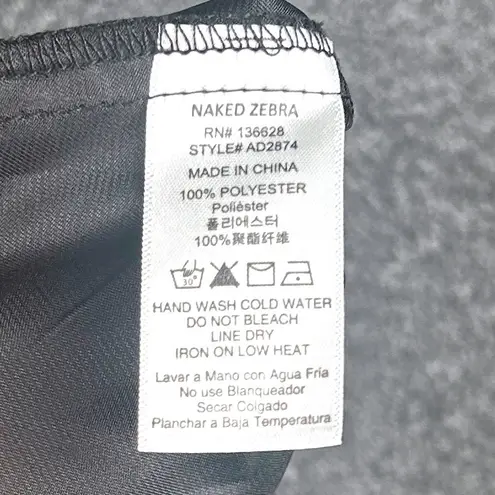 NAKED ZEBRA
RN# 136628
STYLE# AD2874
MADE IN CHINA
100% POLYESTER
Poliéster
폴리에스터
100%聚酯纤维
30°
HAND WASH COLD WATER
DO NOT BLEACH
LINE DRY
IRON ON LOW HEAT
Lavar a Mano con Agua Fría
No use Blanqueador
Secar Colgado
Planchar a Baja Temperatura